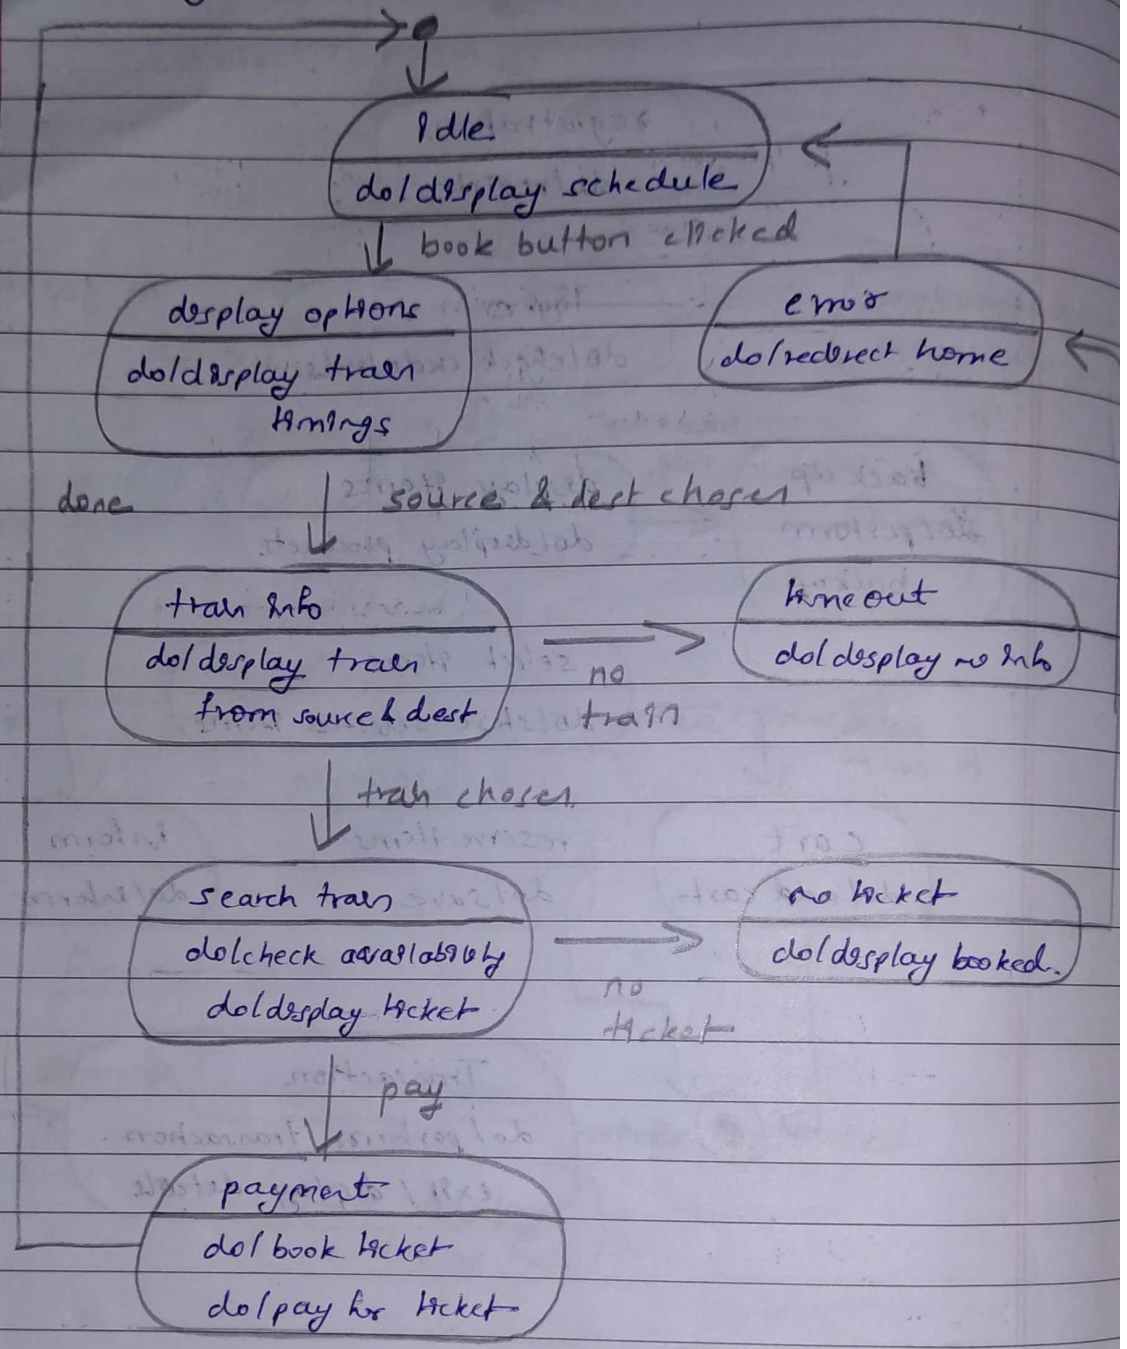 Idle
do/display schedule
book button clicked
display options
do/display train
timings
error
do/redirect home
done
source & dest chosen
train info
do/display train
from source & dest
no
train
time out
do/display no info
train chosen
search train
do/check availability
do/display ticket
no
ticket
no ticket
do/display booked.
pay
payment
do/book ticket
do/pay for ticket